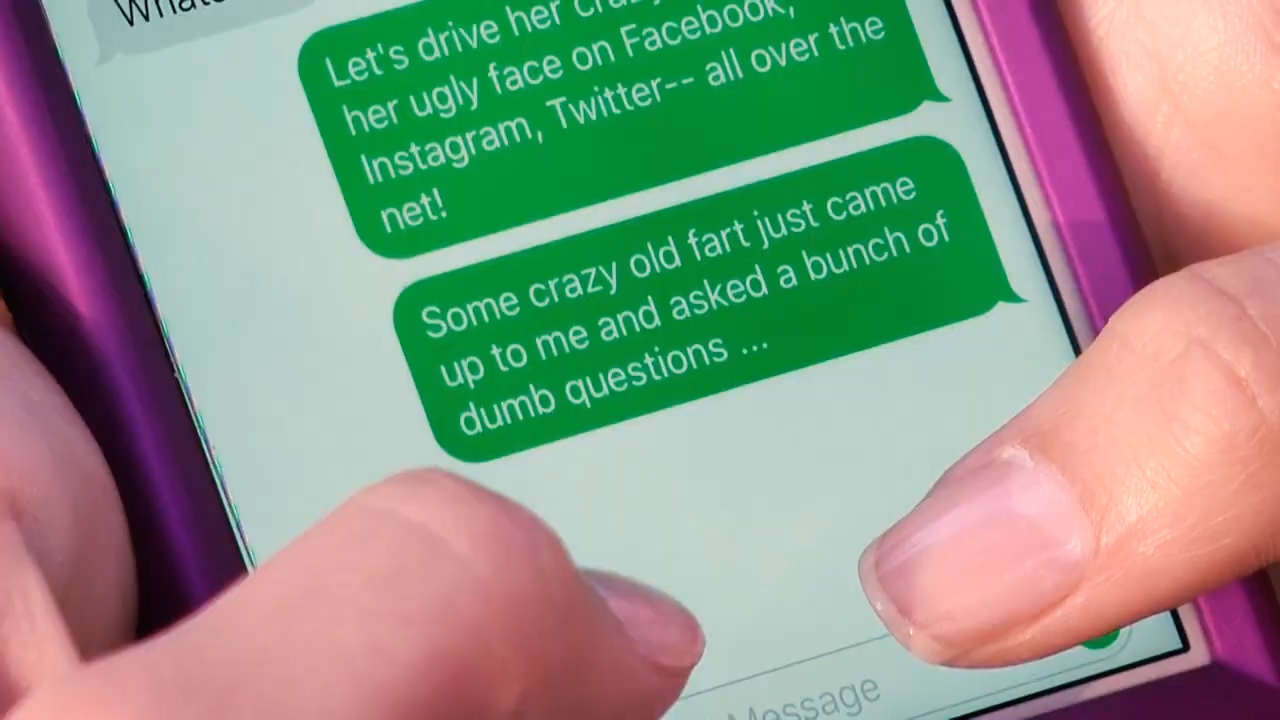 Let's drive her crazy
her ugly face on Facebook,
Instagram, Twitter-- all over the
net!
Some crazy old fart just came
up to me and asked a bunch of
dumb questions ...
Message